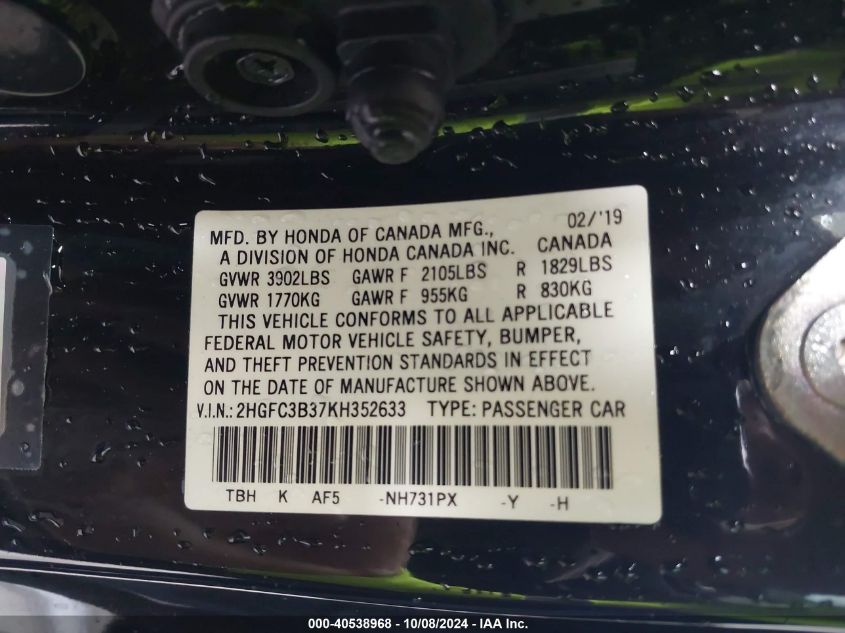 02/'19
MFD. BY HONDA OF CANADA MFG.,
A DIVISION OF HONDA CANADA INC. CANADA
GVWR 3902LBS GAWR F 2105LBS R 1829LBS
GVWR 1770KG GAWR F 955KG R 830KG
THIS VEHICLE CONFORMS TO ALL APPLICABLE
FEDERAL MOTOR VEHICLE SAFETY, BUMPER,
AND THEFT PREVENTION STANDARDS IN EFFECT
ON THE DATE OF MANUFACTURE SHOWN ABOVE.
V.I.N.: 2HGFC3B37KH352633 TYPE: PASSENGER CAR
TBH K AF5 -NH731PX -Y -H
000-40538968 - 10/08/2024 - IAA Inc.